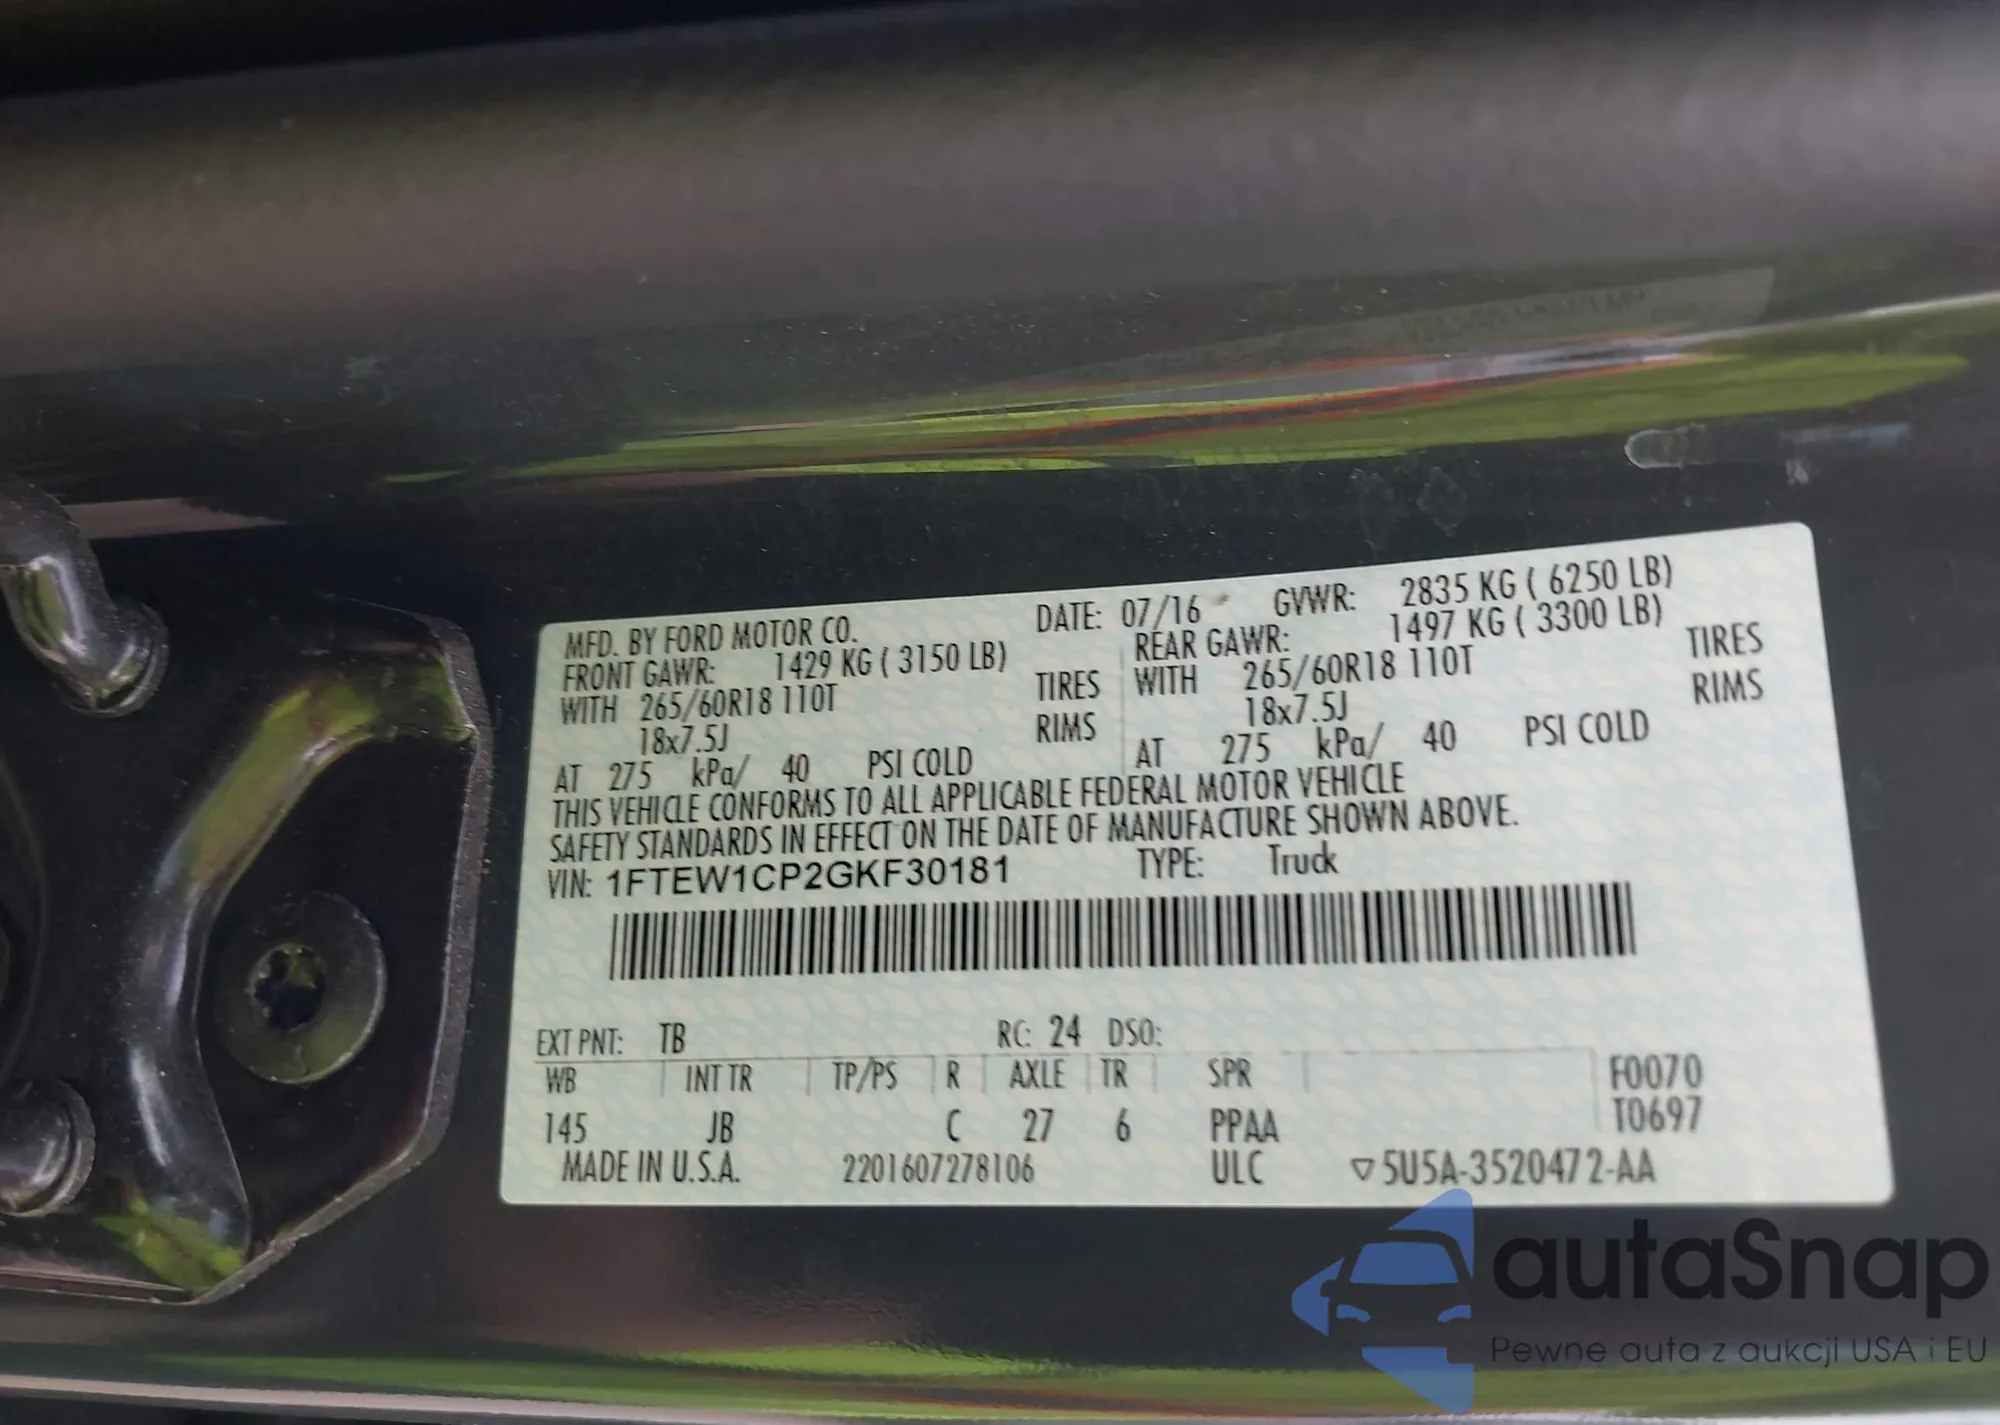 MFD. BY FORD MOTOR CO. DATE: 07/16 GVWR: 2835 KG ( 6250 LB)
FRONT GAWR: 1429 KG ( 3150 LB) REAR GAWR: 1497 KG ( 3300 LB)
WITH 265/60R18 110T TIRES WITH 265/60R18 110T TIRES
18x7.5J RIMS 18x7.5J RIMS
AT 275 kPa/ 40 PSI COLD AT 275 kPa/ 40 PSI COLD
THIS VEHICLE CONFORMS TO ALL APPLICABLE FEDERAL MOTOR VEHICLE
SAFETY STANDARDS IN EFFECT ON THE DATE OF MANUFACTURE SHOWN ABOVE.
VIN: 1FTEW1CP2GKF30181 TYPE: Truck
EXT PNT: TB RC: 24 DSO:
WB INT TR TP/PS R AXLE TR SPR F0070
145 JB C 27 6 PPAA T0697
MADE IN U.S.A. 2201607278106 ULC ▽5U5A-3520472-AA
autaSnap
Pewne auta z aukcji USA i EU